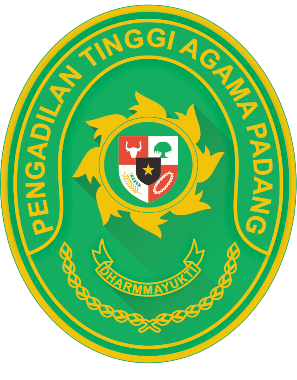 PENGADILAN TINGGI AGAMA PADANG
DHARMMAYUKTI